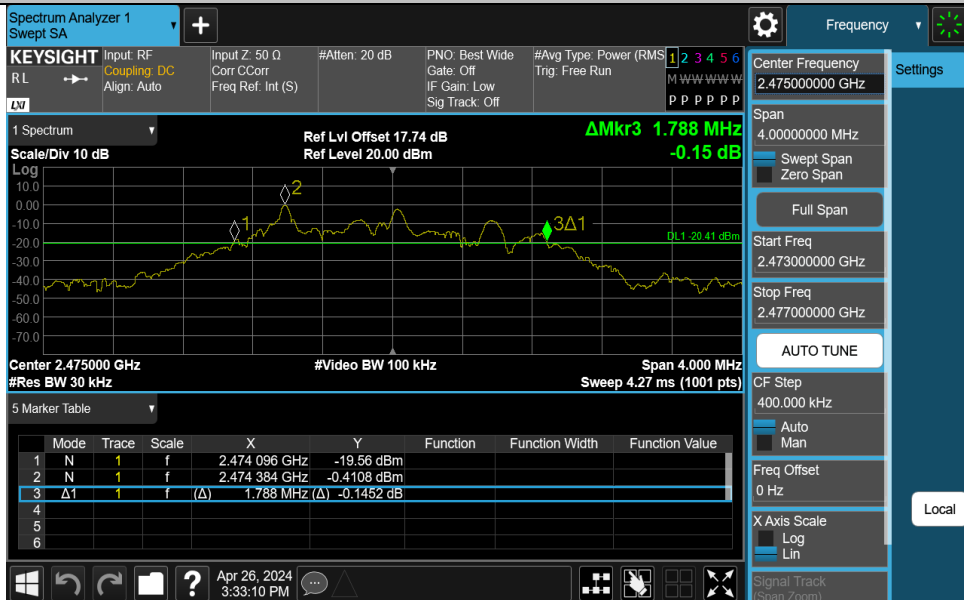 Spectrum Analyzer 1
Swept SA
Frequency
KEYSIGHT
R L
LXI
Input: RF
Coupling: DC
Align: Auto
Input Z: 50 Ω
Corr CCorr
Freq Ref: Int (S)
#Atten: 20 dB
PNO: Best Wide
Gate: Off
IF Gain: Low
Sig Track: Off
#Avg Type: Power (RMS
Trig: Free Run
1 2 3 4 5 6
M W W W W W
P P P P P P
1 Spectrum
Scale/Div 10 dB
Log
Ref Lvl Offset 17.74 dB
Ref Level 20.00 dBm
ΔMkr3 1.788 MHz
-0.15 dB
10.0
0.00
-10.0
-20.0
-30.0
-40.0
-50.0
-60.0
-70.0
1
2
3Δ1
DL1 -20.41 dBm
Center 2.475000 GHz
#Res BW 30 kHz
#Video BW 100 kHz
Span 4.000 MHz
Sweep 4.27 ms (1001 pts)
5 Marker Table
Mode Trace Scale X Y Function Function Width Function Value
1 N 1 f 2.474 096 GHz -19.56 dBm
2 N 1 f 2.474 384 GHz -0.4108 dBm
3 Δ1 1 f (Δ) 1.788 MHz (Δ) -0.1452 dB
4
5
6
Apr 26, 2024
3:33:10 PM
Center Frequency
2.475000000 GHz
Span
4.00000000 MHz
Swept Span
Zero Span
Full Span
Start Freq
2.473000000 GHz
Stop Freq
2.477000000 GHz
AUTO TUNE
CF Step
400.000 kHz
Auto
Man
Freq Offset
0 Hz
X Axis Scale
Log
Lin
Signal Track
(Span Zoom)
Settings
Local